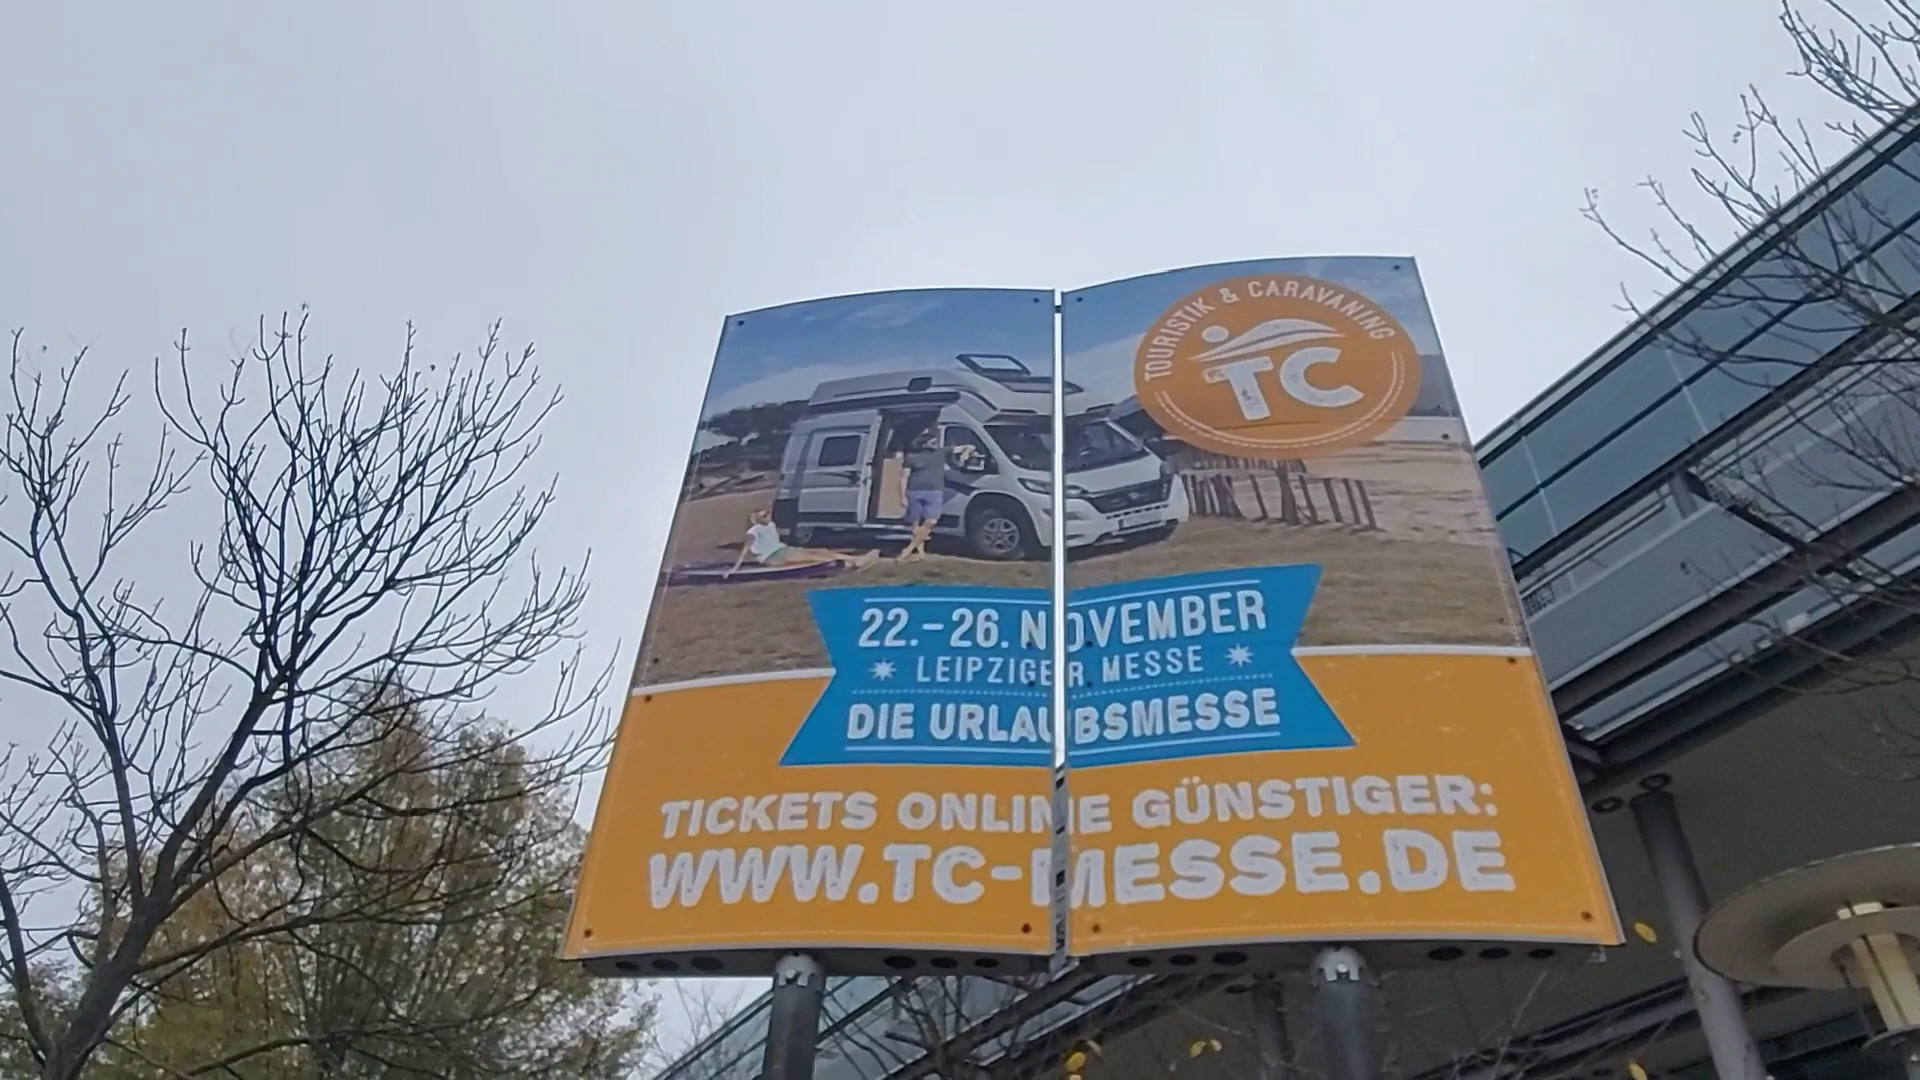 TOURISTIK & CARAVANING
TC
22.-26. NOVEMBER
LEIPZIGER MESSE
DIE URLAUBSMESSE
TICKETS ONLINE GÜNSTIGER:
WWW.TC-MESSE.DE